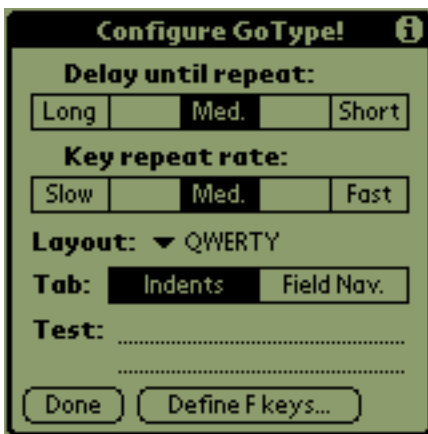 Configure GoType! i
Delay until repeat:
Long Med. Short
Key repeat rate:
Slow Med. Fast
Layout: QWERTY
Tab: Indents Field Nav.
Test:
Done Define F keys...